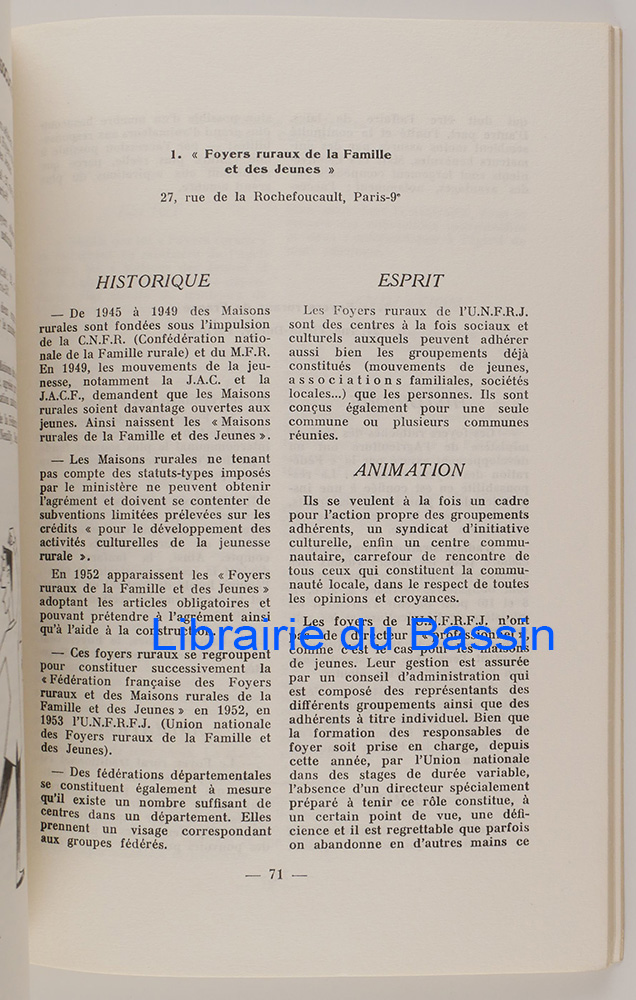 1. « Foyers ruraux de la Famille
et des Jeunes »
27, rue de la Rochefoucault, Paris-9e
HISTORIQUE
— De 1945 à 1949 des Maisons
rurales sont fondées sous l'impulsion
de la C.N.F.R. (Confédération natio-
nale de la Famille rurale) et du M.F.R.
En 1949, les mouvements de la jeu-
nesse, notamment la J.A.C. et la
J.A.C.F., demandent que les Maisons
rurales soient davantage ouvertes aux
jeunes. Ainsi naissent les « Maisons
rurales de la Famille et des Jeunes ».
— Les Maisons rurales ne tenant
pas compte des statuts-types imposés
par le ministère ne peuvent obtenir
l'agrément et doivent se contenter de
subventions limitées prélevées sur les
crédits « pour le développement des
activités culturelles de la jeunesse
rurale ».
En 1952 apparaissent les « Foyers
ruraux de la Famille et des Jeunes »
adoptant les articles obligatoires et
pouvant prétendre à l'agrément ainsi
qu'à l'aide à la construction.
— Ces foyers ruraux se regroupent
pour constituer successivement la
« Fédération française des Foyers
ruraux et des Maisons rurales de la
Famille et des Jeunes » en 1952, en
1953 l'U.N.F.R.F.J. (Union nationale
des Foyers ruraux de la Famille et
des Jeunes).
— Des fédérations départementales
se constituent également à mesure
qu'il existe un nombre suffisant de
centres dans un département. Elles
prennent un visage correspondant
aux groupes fédérés.
ESPRIT
Les Foyers ruraux de l'U.N.F.R.J.
sont des centres à la fois sociaux et
culturels auxquels peuvent adhérer
aussi bien les groupements déjà
constitués (mouvements de jeunes,
associations familiales, sociétés
locales...) que les personnes. Ils sont
conçus également pour une seule
commune ou plusieurs communes
réunies.
ANIMATION
Ils se veulent à la fois un cadre
pour l'action propre des groupements
adhérents, un syndicat d'initiative
culturelle, enfin un centre commu-
nautaire, carrefour de rencontre de
tous ceux qui constituent la commu-
nauté locale, dans le respect de toutes
les opinions et croyances.
Les foyers de l'U.N.F.R.F.J. n'ont
pas de « directeur » professionnel »,
comme c'est le cas pour les maisons
de jeunes. Leur gestion est assurée
par un conseil d'administration qui
est composé des représentants des
différents groupements ainsi que des
adhérents à titre individuel. Bien que
la formation des responsables de
foyer soit prise en charge, depuis
cette année, par l'Union nationale
dans des stages de durée variable,
l'absence d'un directeur spécialement
préparé à tenir ce rôle constitue, à
un certain point de vue, une défi-
cience et il est regrettable que parfois
on abandonne en d'autres mains ce
— 71 —
Librairie du Bassin